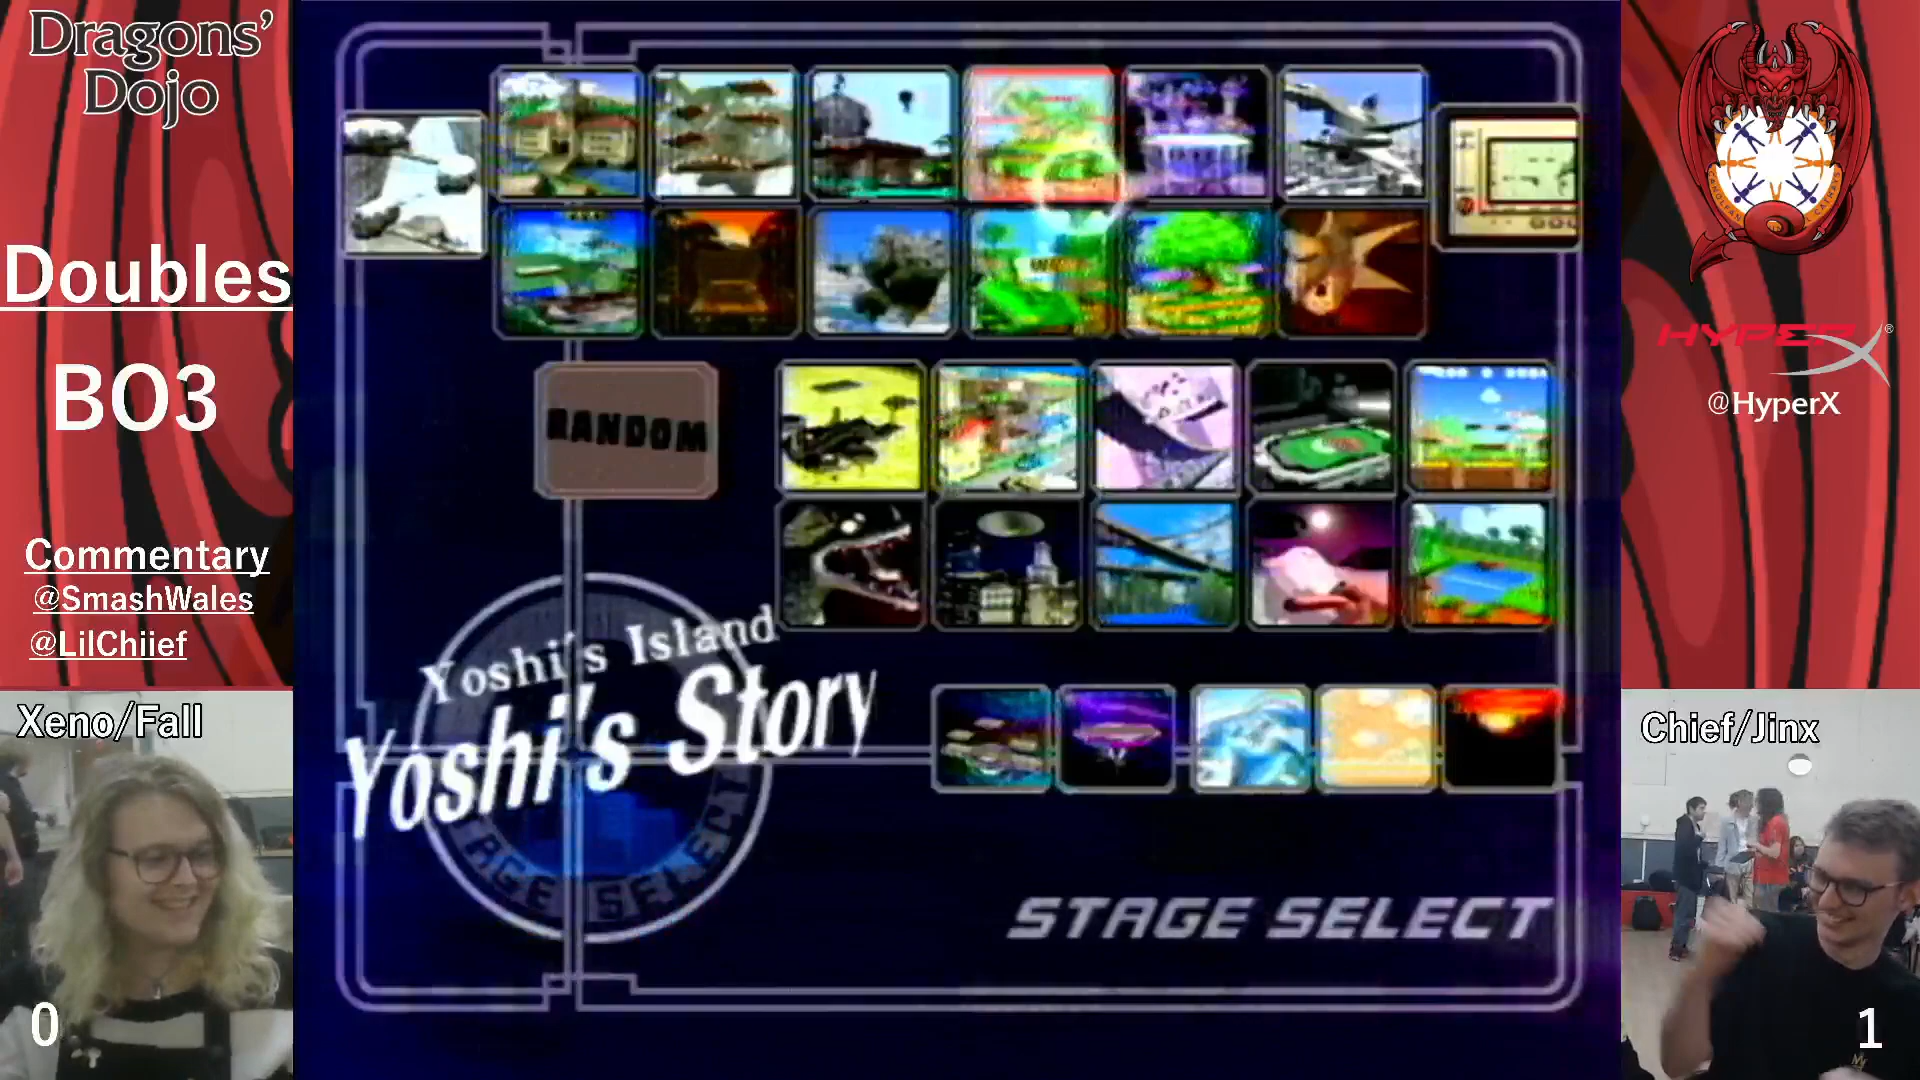 Dragons'
Dojo
Doubles
BO3
Commentary
@SmashWales
@LilChiief
Xeno/Fall
0
RANDOM
Yoshi's Island
Yoshi's Story
STAGE SELECT
HYPERX
@HyperX
Chief/Jinx
1